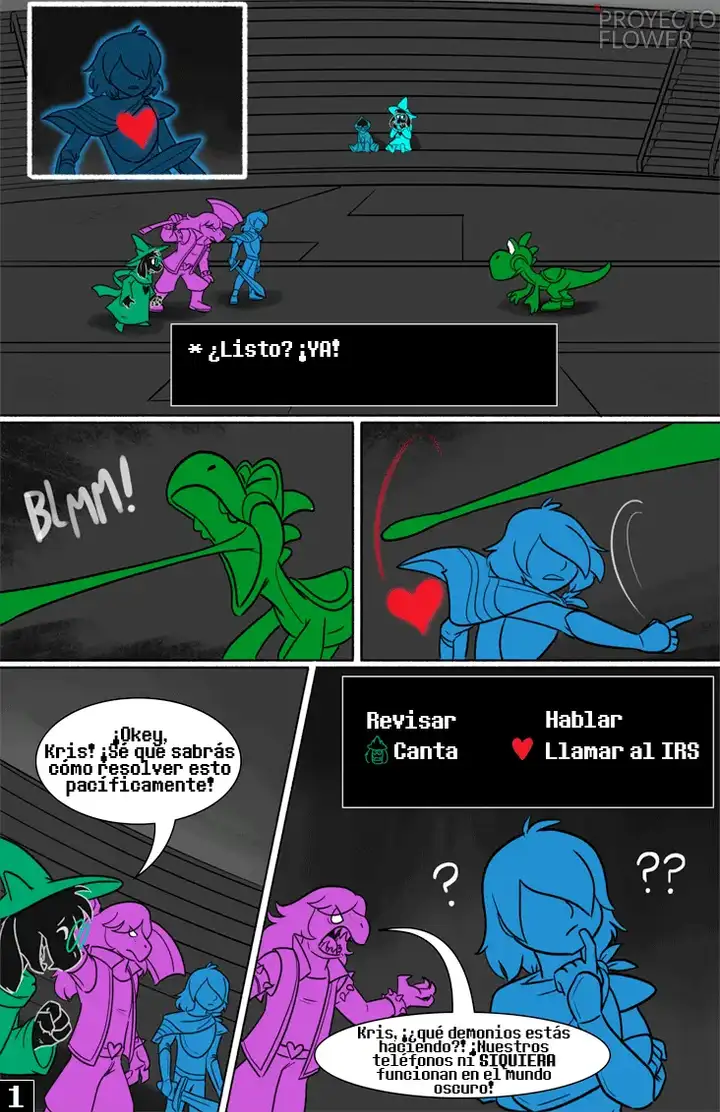 PROYECTO
FLOWER
* ¿Listo? ¡YA!
BLMM!
¡Okey,
Kris! ¡Sé que sabrás
cómo resolver esto
pacíficamente!
Revisar
Hablar
Canta
Llamar al IRS
?
??
Kris, ¡¿qué demonios estás
haciendo?! ¡Nuestros
teléfonos ni SIQUIERA
funcionan en el mundo
oscuro!
1